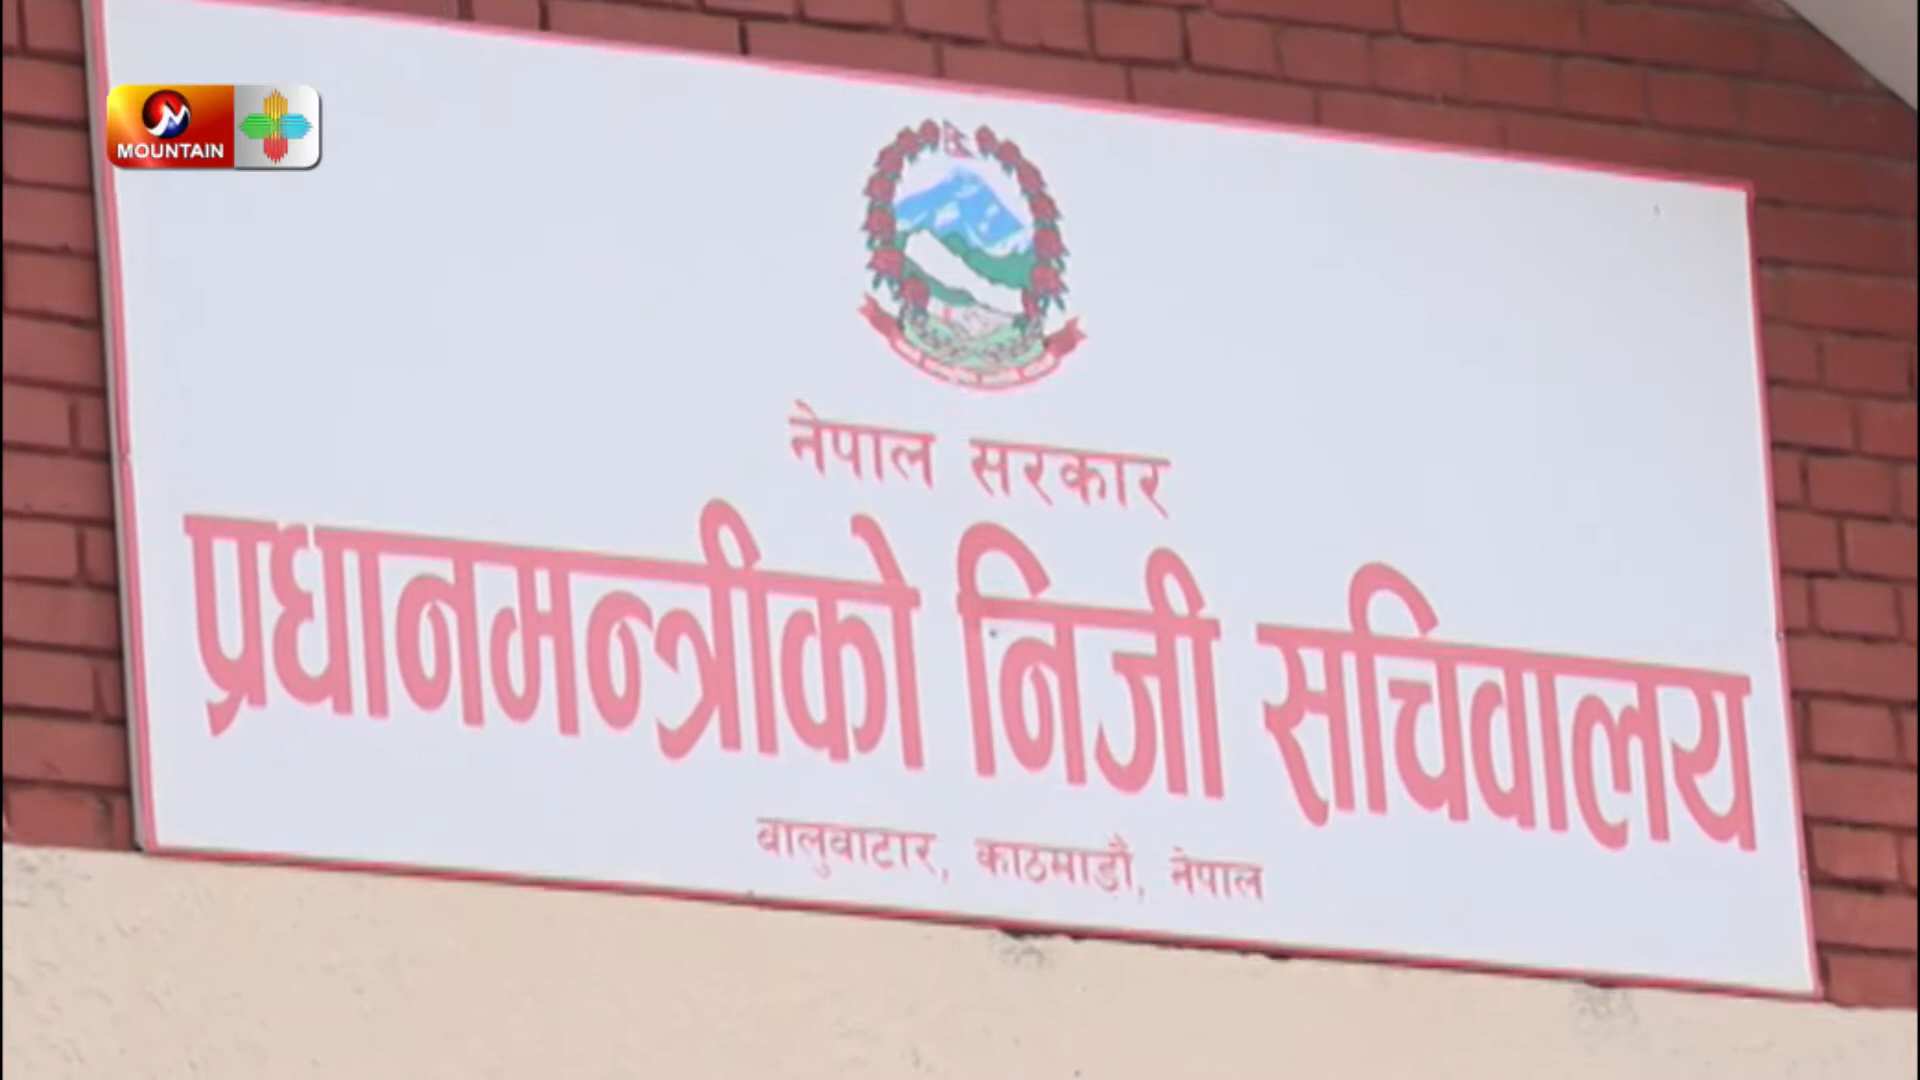 MOUNTAIN
नेपाल सरकार
प्रधानमन्त्रीको निजी सचिवालय
बालुवाटार, काठमाडौं, नेपाल